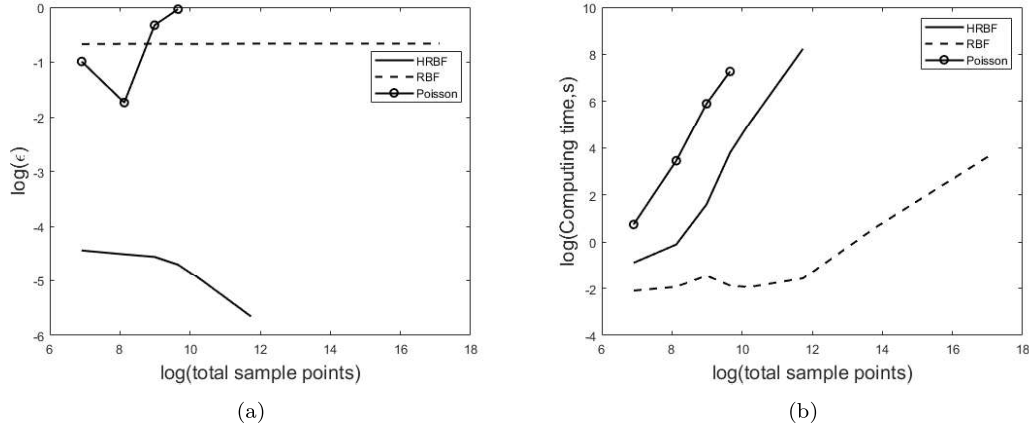 0
-1
-2
-3
-4
-5
-6
6
8
10
12
14
16
18
log(ϵ)
log(total sample points)
HRBF
RBF
Poisson
(a)
10
8
6
4
2
0
-2
-4
6
8
10
12
14
16
18
log(Computing time,s)
log(total sample points)
HRBF
RBF
Poisson
(b)